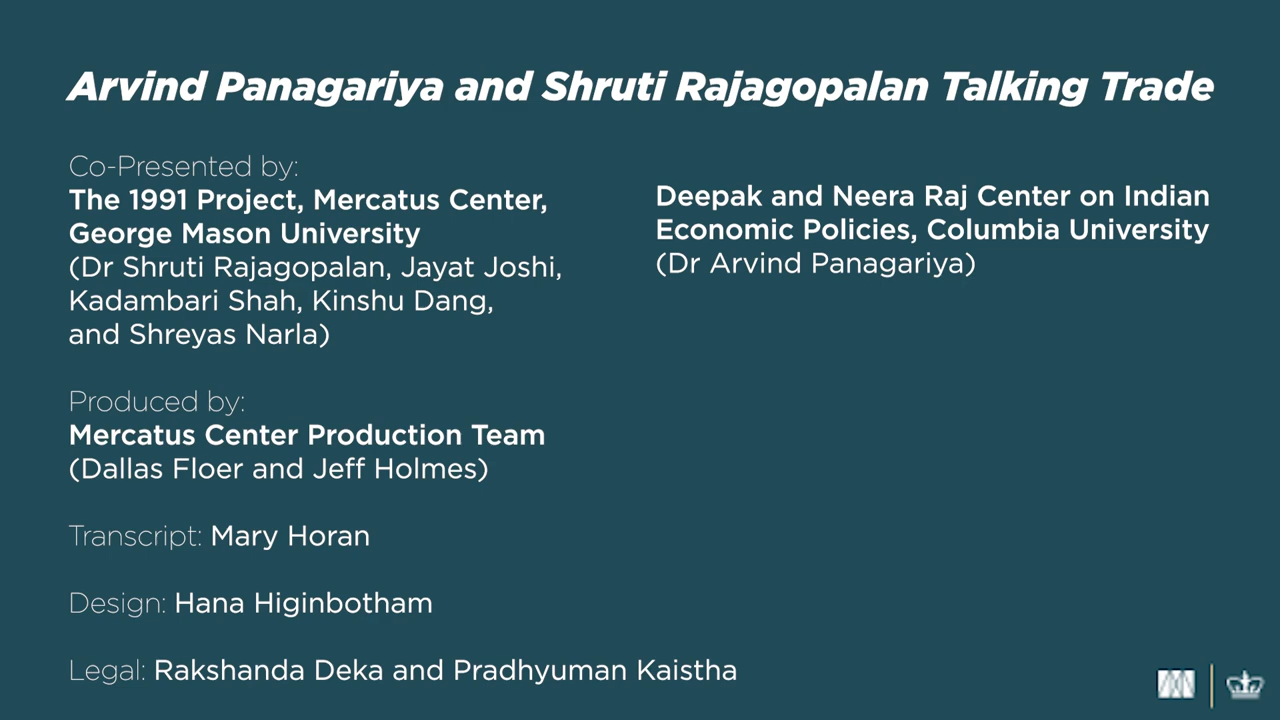 Arvind Panagariya and Shruti Rajagopalan Talking Trade
Co-Presented by:
The 1991 Project, Mercatus Center,
George Mason University
(Dr Shruti Rajagopalan, Jayat Joshi,
Kadambari Shah, Kinshu Dang,
and Shreyas Narla)
Deepak and Neera Raj Center on Indian
Economic Policies, Columbia University
(Dr Arvind Panagariya)
Produced by:
Mercatus Center Production Team
(Dallas Floer and Jeff Holmes)
Transcript: Mary Horan
Design: Hana Higinbotham
Legal: Rakshanda Deka and Pradhyuman Kaistha